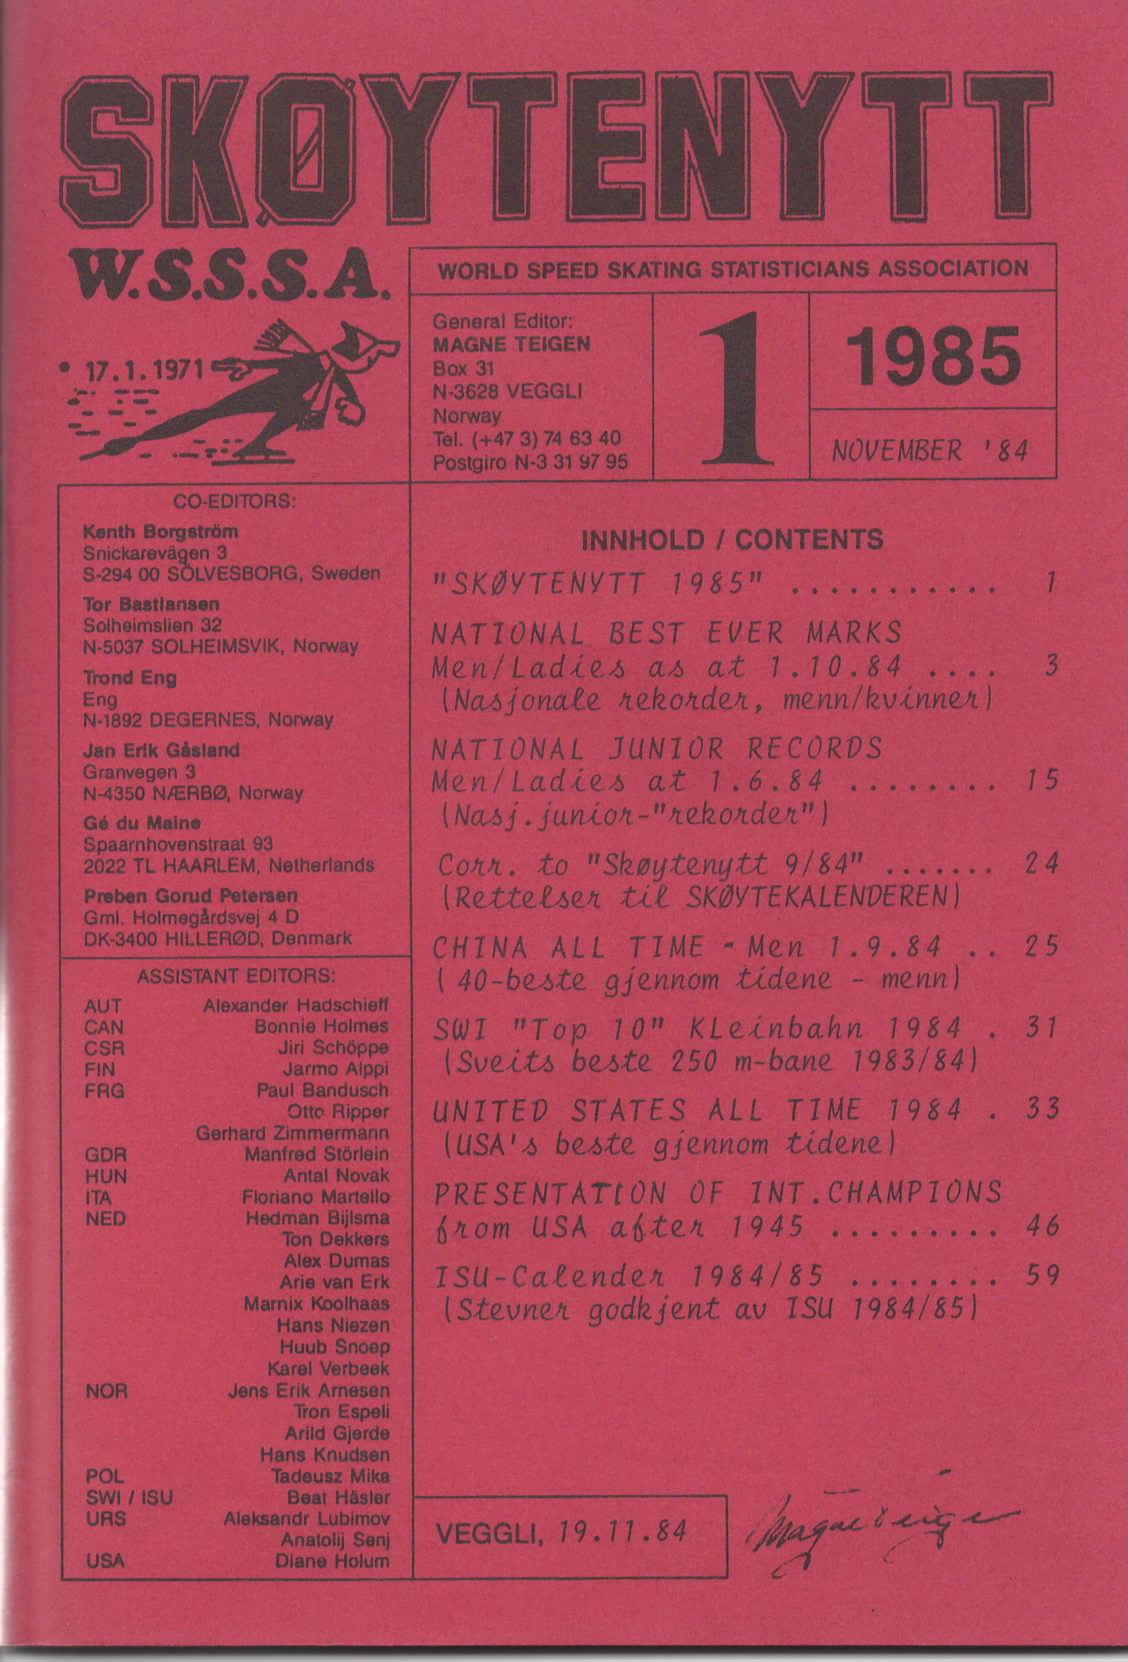 SKØYTENYTT
W.S.S.S.A.
* 17.1.1971
WORLD SPEED SKATING STATISTICIANS ASSOCIATION
General Editor:
MAGNE TEIGEN
Box 31
N-3628 VEGGLI
Norway
Tel. (+47 3) 74 63 40
Postgiro N-3 31 97 95
1
1985
NOVEMBER '84
CO-EDITORS:
Kenth Borgström
Snickarevägen 3
S-294 00 SÖLVESBORG, Sweden
Tor Bastiansen
Solheimslien 32
N-5037 SOLHEIMSVIK, Norway
Trond Eng
Eng
N-1892 DEGERNES, Norway
Jan Erik Gåsland
Granvegen 3
N-4350 NÆRBØ, Norway
Gé du Maine
Spaarnhovenstraat 93
2022 TL HAARLEM, Netherlands
Preben Gorud Petersen
Gml. Holmegårdsvej 4 D
DK-3400 HILLERØD, Denmark
ASSISTANT EDITORS:
AUT Alexander Hadschieff
CAN Bonnie Holmes
CSR Jiri Schöppe
FIN Jarmo Alppi
FRG Paul Bandusch
Otto Ripper
Gerhard Zimmermann
GDR Manfred Störlein
HUN Antal Novak
ITA Floriano Martello
NED Hedman Bijlsma
Ton Dekkers
Alex Dumas
Arie van Erk
Marnix Koolhaas
Hans Niezen
Huub Snoep
Karel Verbeek
NOR Jens Erik Arnesen
Tron Espeli
Arild Gjerde
Hans Knudsen
POL Tadeusz Mika
SWI / ISU Beat Häsler
URS Aleksandr Lubimov
Anatolij Senj
USA Diane Holum
INNHOLD / CONTENTS
"SKØYTENYTT 1985" ........... 1
NATIONAL BEST EVER MARKS
Men/Ladies as at 1.10.84 .... 3
(Nasjonale rekorder, menn/kvinner)
NATIONAL JUNIOR RECORDS
Men/Ladies at 1.6.84 ........ 15
(Nasj.junior-"rekorder")
Corr. to "Skøytenytt 9/84" ....... 24
(Rettelser til SKØYTEKALENDEREN)
CHINA ALL TIME - Men 1.9.84 .. 25
( 40-beste gjennom tidene - menn)
SWI "Top 10" KLeinbahn 1984 . 31
(Sveits beste 250 m-bane 1983/84)
UNITED STATES ALL TIME 1984 . 33
(USA's beste gjennom tidene)
PRESENTATION OF INT.CHAMPIONS
from USA after 1945 ......... 46
ISU-Calender 1984/85 ........ 59
(Stevner godkjent av ISU 1984/85)
VEGGLI, 19.11.84
Magne Teigen